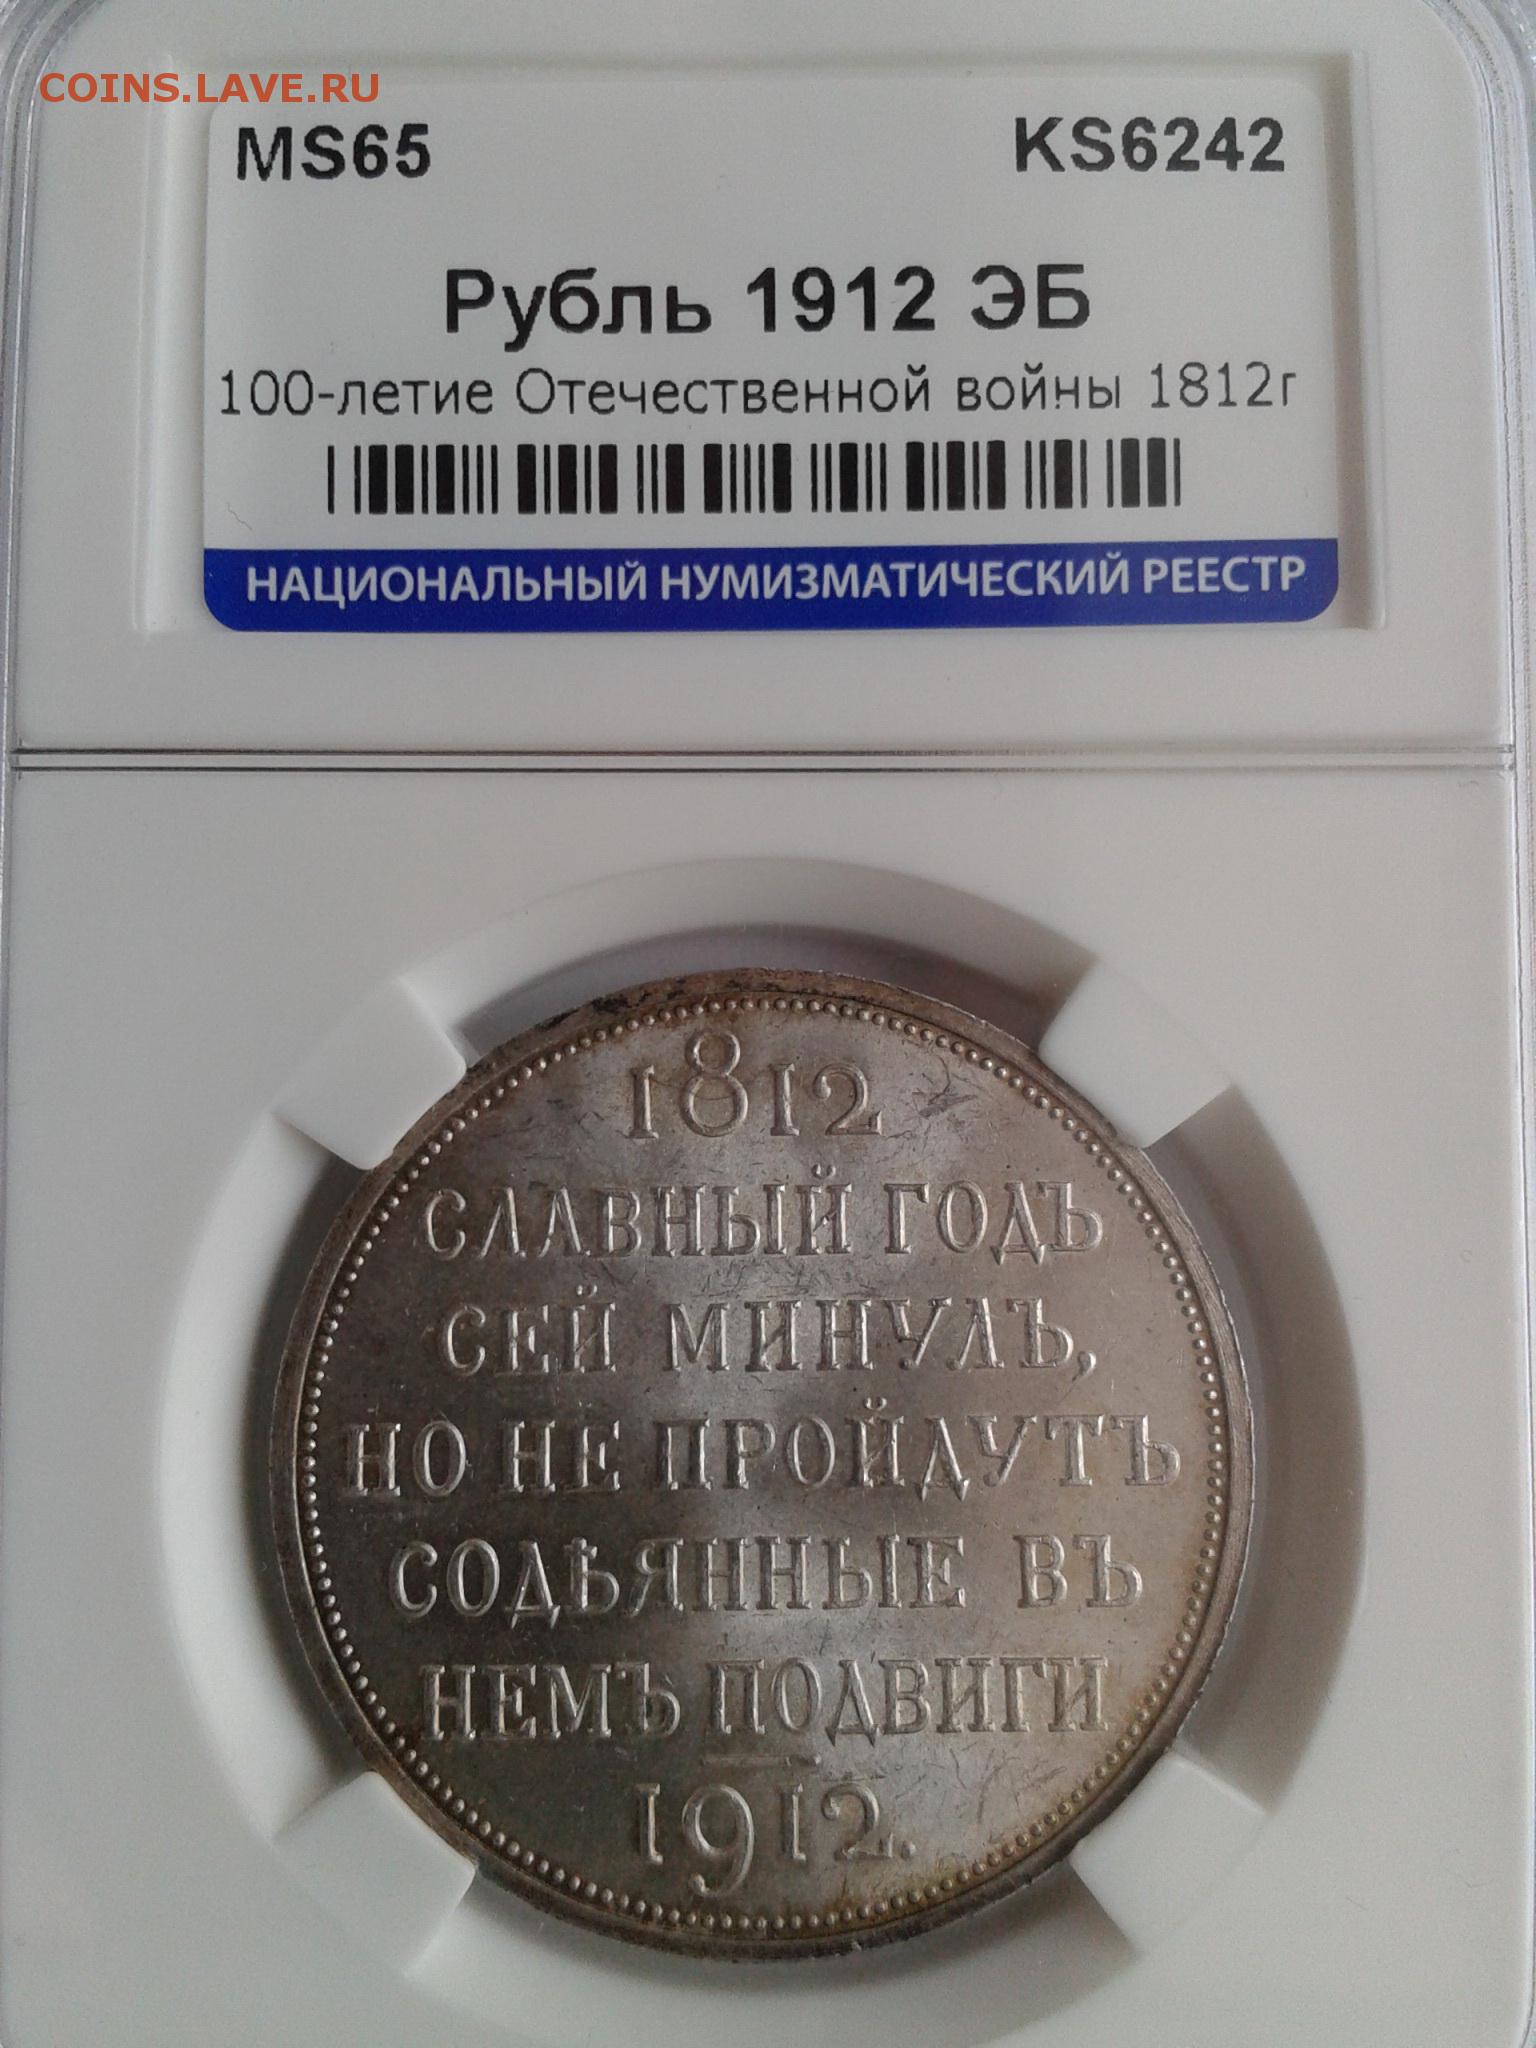 COINS.LAVE.RU
MS65 KS6242
Рубль 1912 ЭБ
100-летие Отечественной войны 1812г
НАЦИОНАЛЬНЫЙ НУМИЗМАТИЧЕСКИЙ РЕЕСТР
1812
СЛАВНЫЙ ГОДЪ
СЕЙ МИНУЛЪ,
НО НЕ ПРОЙДУТЪ
СОДѢЯННЫЕ ВЪ
НЕМЪ ПОДВИГИ
1912.